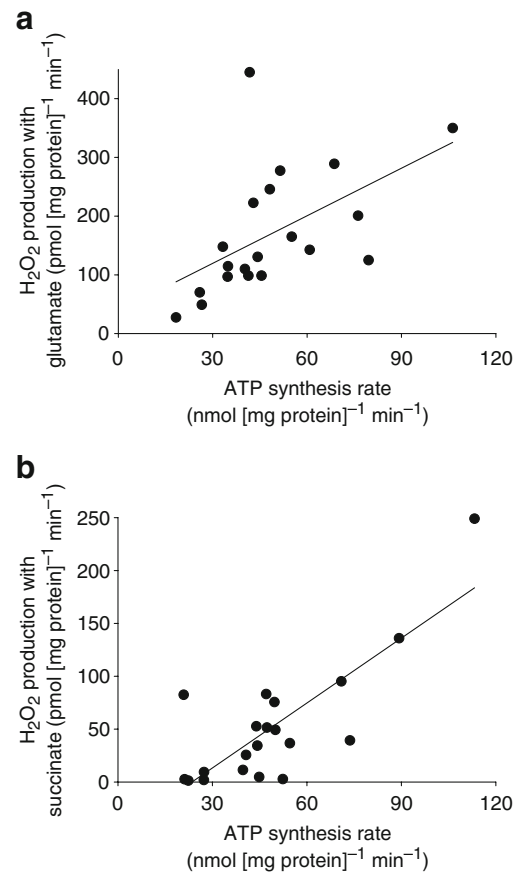 a
H₂O₂ production with
glutamate (pmol [mg protein]⁻¹ min⁻¹)
400
300
200
100
0
0 30 60 90 120
ATP synthesis rate
(nmol [mg protein]⁻¹ min⁻¹)
b
H₂O₂ production with
succinate (pmol [mg protein]⁻¹ min⁻¹)
250
200
150
100
50
0
0 30 60 90 120
ATP synthesis rate
(nmol [mg protein]⁻¹ min⁻¹)